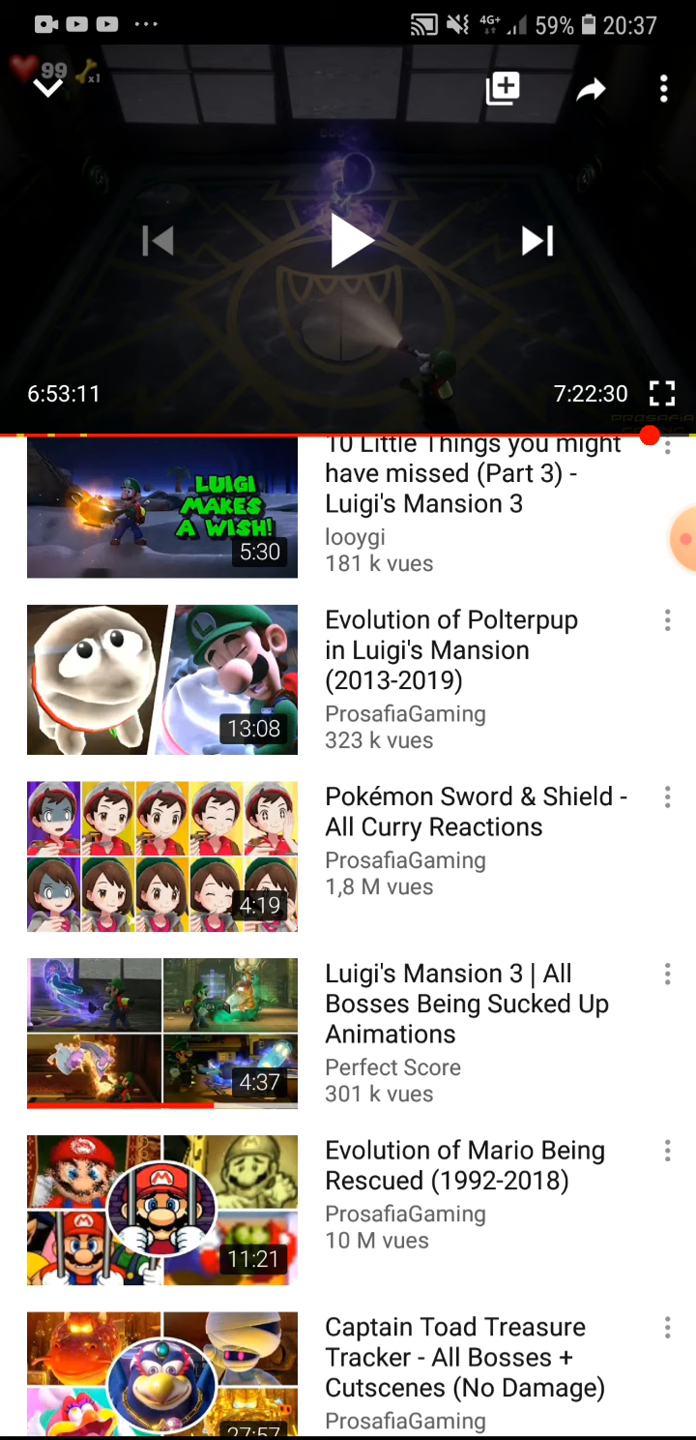 4G+ 59% 20:37
99
x1
6:53:11
7:22:30
PROSAFIA
10 Little Things you might
have missed (Part 3) -
Luigi's Mansion 3
looygi
181 k vues
LUIGI
MAKES
A WISH!
5:30
Evolution of Polterpup
in Luigi's Mansion
(2013-2019)
ProsafiaGaming
323 k vues
13:08
Pokémon Sword & Shield -
All Curry Reactions
ProsafiaGaming
1,8 M vues
4:19
Luigi's Mansion 3 | All
Bosses Being Sucked Up
Animations
Perfect Score
301 k vues
4:37
Evolution of Mario Being
Rescued (1992-2018)
ProsafiaGaming
10 M vues
11:21
Captain Toad Treasure
Tracker - All Bosses +
Cutscenes (No Damage)
ProsafiaGaming
27:57